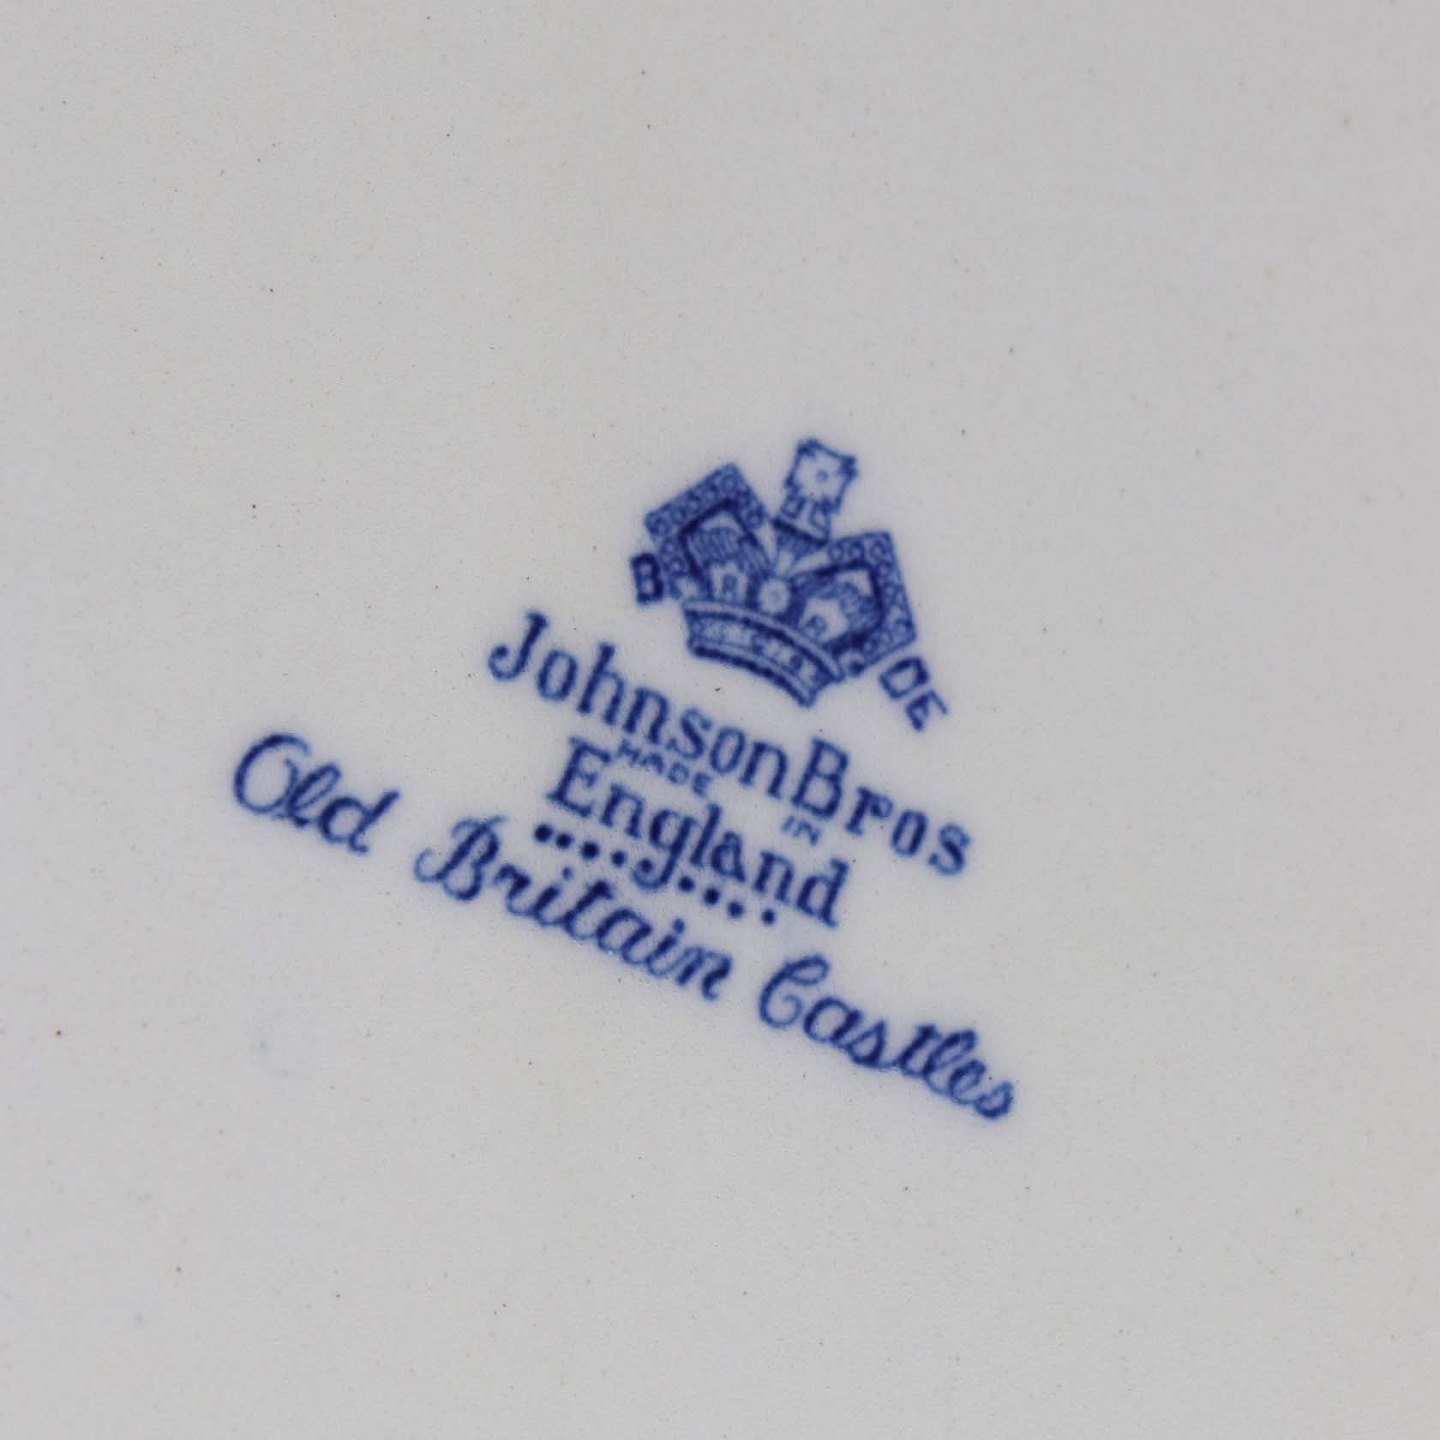 B R R DE
Johnson Bros
MADE IN
England
Old Britain Castles